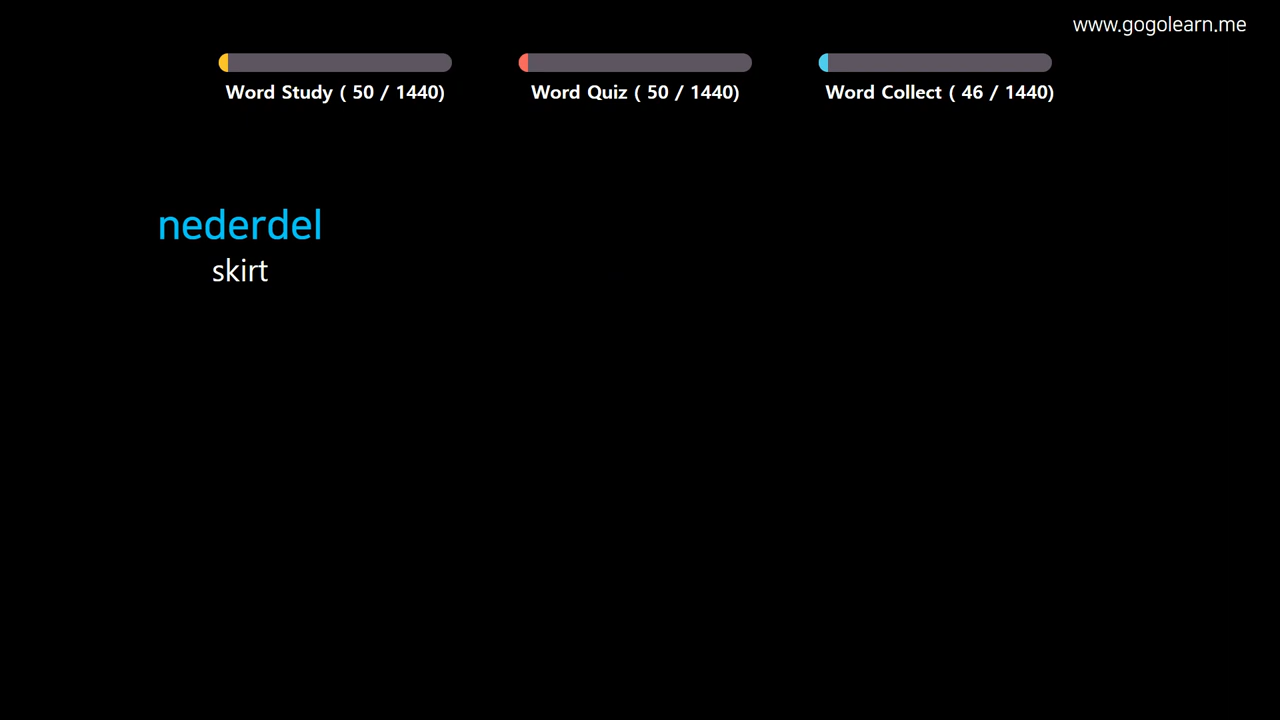 www.gogolearn.me
Word Study ( 50 / 1440)
Word Quiz ( 50 / 1440)
Word Collect ( 46 / 1440)
nederdel
skirt